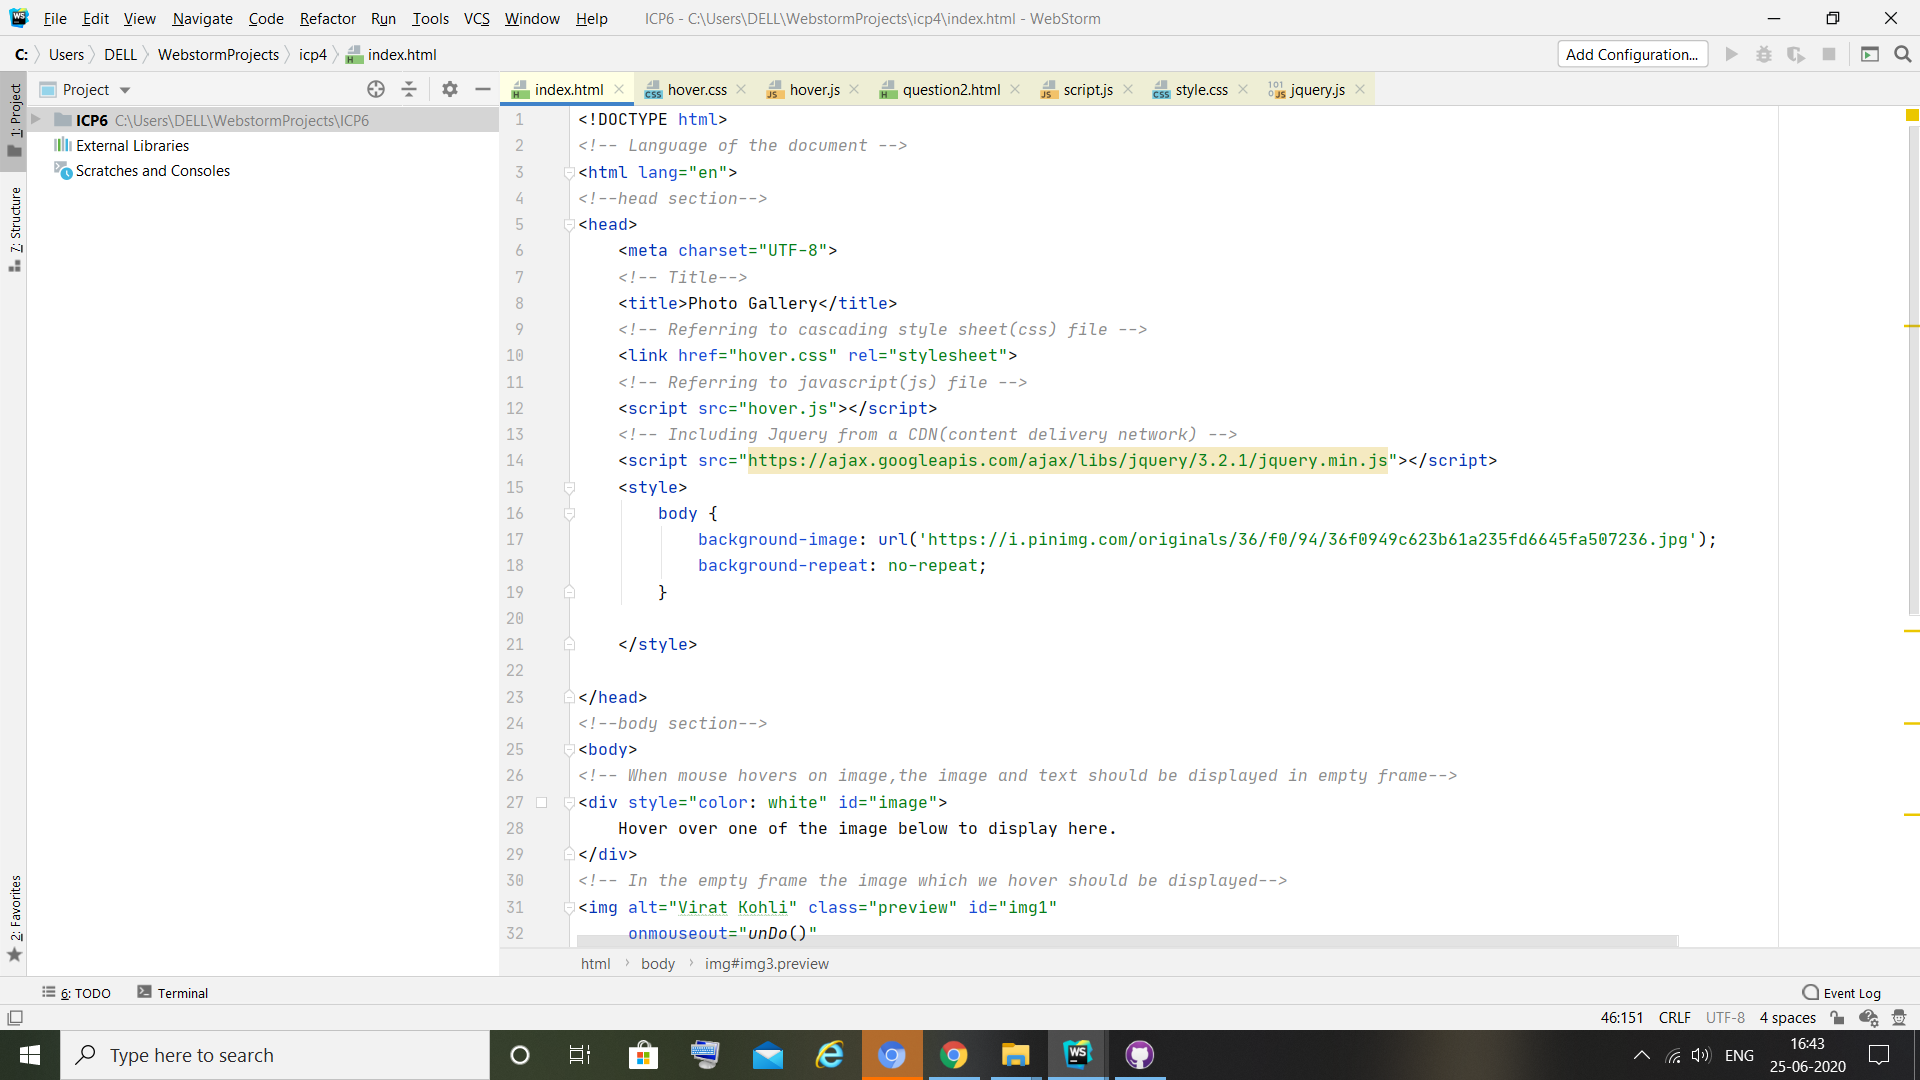 File Edit View Navigate Code Refactor Run Tools VCS Window Help ICP6 - C:\Users\DELL\WebstormProjects\icp4\index.html - WebStorm
C: Users DELL WebstormProjects icp4 index.html Add Configuration...
Project
index.html hover.css hover.js question2.html script.js style.css jquery.js
1: Project
7: Structure
2: Favorites
ICP6 C:\Users\DELL\WebstormProjects\ICP6
External Libraries
Scratches and Consoles
1 <!DOCTYPE html>
2 <!-- Language of the document -->
3 <html lang="en">
4 <!--head section-->
5 <head>
6 <meta charset="UTF-8">
7 <!-- Title-->
8 <title>Photo Gallery</title>
9 <!-- Referring to cascading style sheet(css) file -->
10 <link href="hover.css" rel="stylesheet">
11 <!-- Referring to javascript(js) file -->
12 <script src="hover.js"></script>
13 <!-- Including Jquery from a CDN(content delivery network) -->
14 <script src="https://ajax.googleapis.com/ajax/libs/jquery/3.2.1/jquery.min.js"></script>
15 <style>
16 body {
17 background-image: url('https://i.pinimg.com/originals/36/f0/94/36f0949c623b61a235fd6645fa507236.jpg');
18 background-repeat: no-repeat;
19 }
20
21 </style>
22
23 </head>
24 <!--body section-->
25 <body>
26 <!-- When mouse hovers on image,the image and text should be displayed in empty frame-->
27 <div style="color: white" id="image">
28 Hover over one of the image below to display here.
29 </div>
30 <!-- In the empty frame the image which we hover should be displayed-->
31 <img alt="Virat Kohli" class="preview" id="img1"
32 onmouseout="unDo()"
html body img#img3.preview
6: TODO Terminal Event Log
46:151 CRLF UTF-8 4 spaces
Type here to search
WS
ENG
16:43
25-06-2020